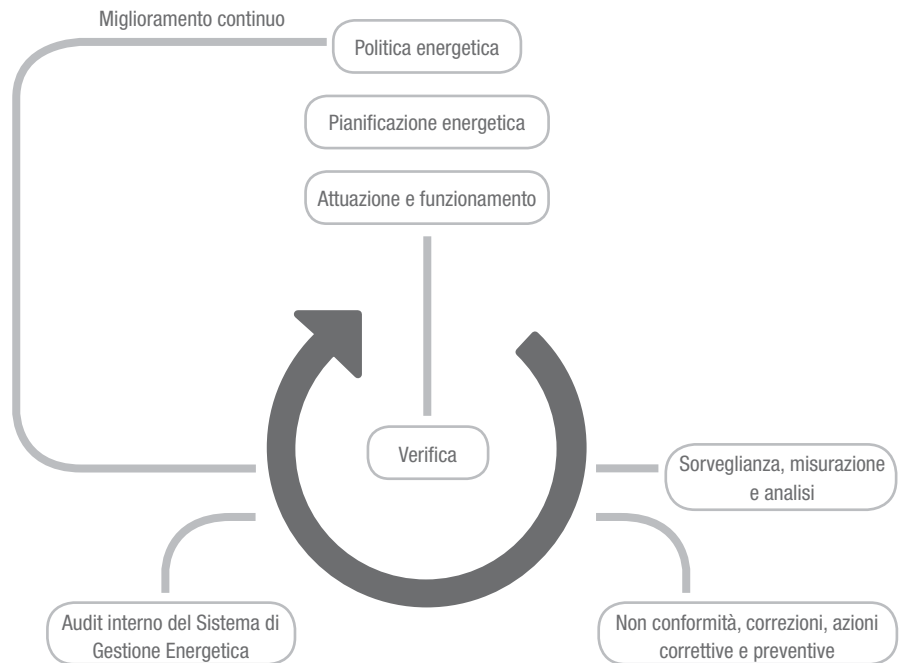 Miglioramento continuo
Politica energetica
Pianificazione energetica
Attuazione e funzionamento
Verifica
Sorveglianza, misurazione
e analisi
Audit interno del Sistema di
Gestione Energetica
Non conformità, correzioni, azioni
correttive e preventive